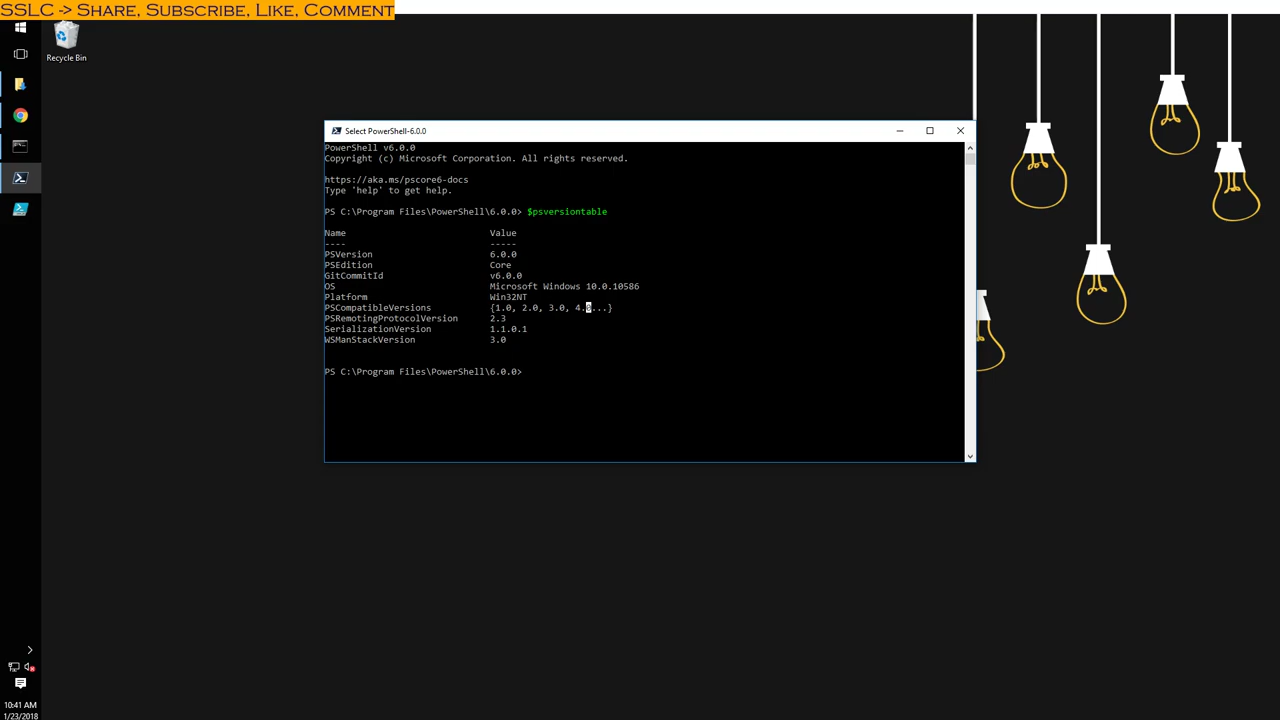 SSLC -> Share, Subscribe, Like, Comment
Recycle Bin
Select PowerShell-6.0.0
PowerShell v6.0.0
Copyright (c) Microsoft Corporation. All rights reserved.
https://aka.ms/pscore6-docs
Type 'help' to get help.
PS C:\Program Files\PowerShell\6.0.0> $psversiontable
Name Value
---- -----
PSVersion 6.0.0
PSEdition Core
GitCommitId v6.0.0
OS Microsoft Windows 10.0.10586
Platform Win32NT
PSCompatibleVersions {1.0, 2.0, 3.0, 4.0...}
PSRemotingProtocolVersion 2.3
SerializationVersion 1.1.0.1
WSManStackVersion 3.0
PS C:\Program Files\PowerShell\6.0.0>
10:41 AM
1/23/2018